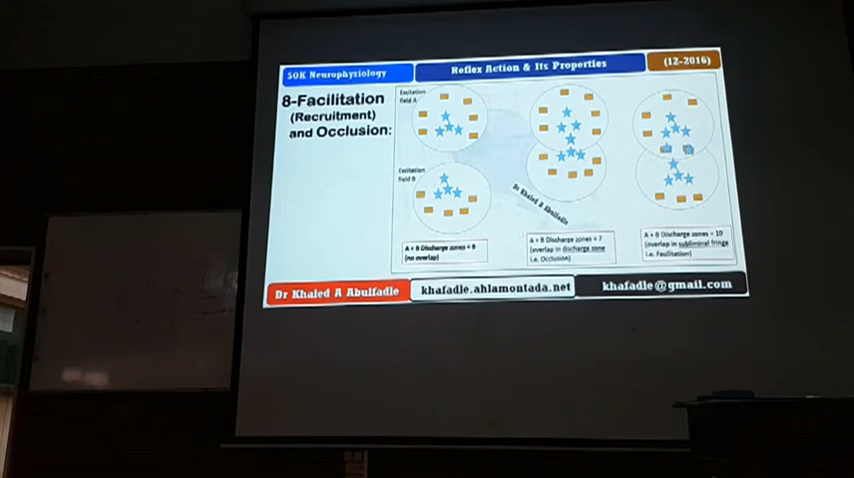 SOK Neurophysiology
Reflex Action & Its Properties
(12-2016)
8-Facilitation
(Recruitment)
and Occlusion:
Excitation
field A
Excitation
field B
Dr Khaled A Abulfadle
A + B Discharge zones = 8
(no overlap)
A + B Discharge zones = 7
(overlap in discharge zone
i.e. Occlusion)
A + B Discharge zones = 10
(overlap in subliminal fringe
i.e. Facilitation)
Dr Khaled A Abulfadle
khafadle.ahlamontada.net
khafadle@gmail.com